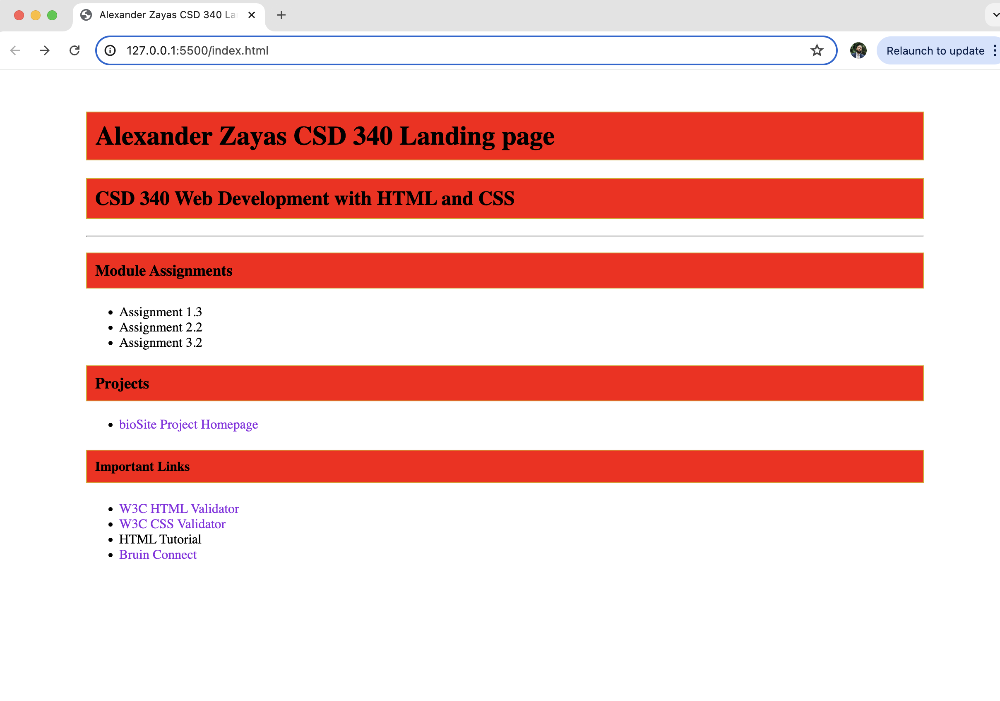 Alexander Zayas CSD 340 La
127.0.0.1:5500/index.html
Relaunch to update
Alexander Zayas CSD 340 Landing page
CSD 340 Web Development with HTML and CSS
Module Assignments
Assignment 1.3
Assignment 2.2
Assignment 3.2
Projects
bioSite Project Homepage
Important Links
W3C HTML Validator
W3C CSS Validator
HTML Tutorial
Bruin Connect